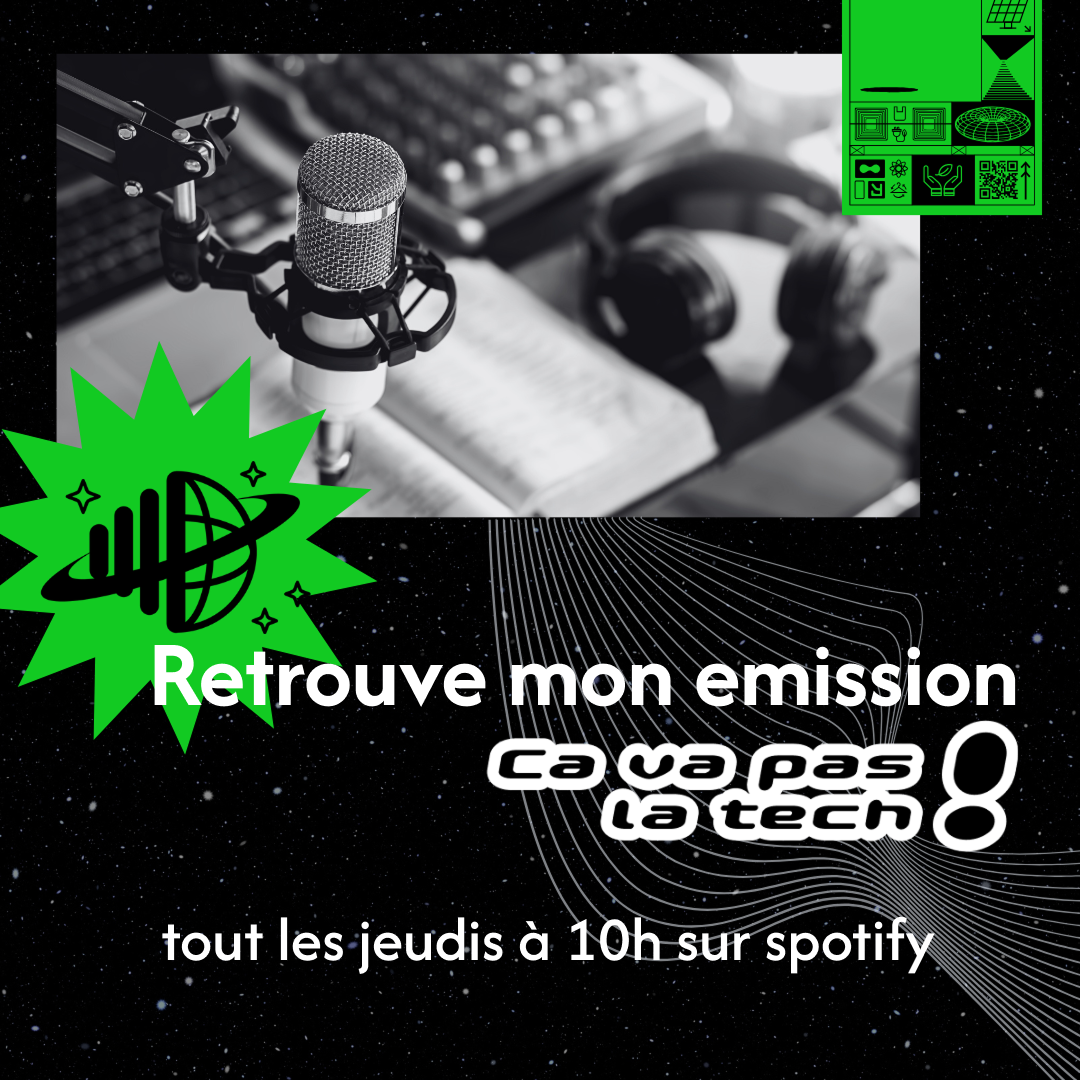 Retrouve mon emission
Ca va pas
la tech !
tout les jeudis à 10h sur spotify